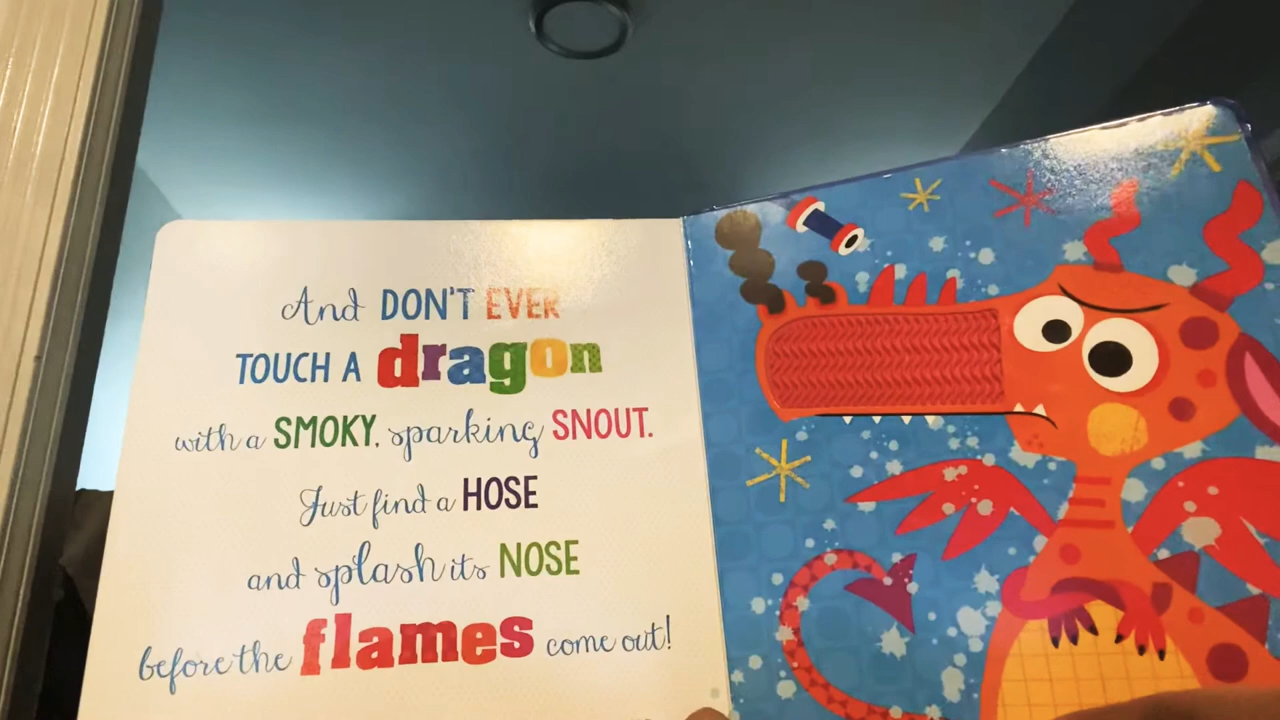 And DON'T EVER
TOUCH A dragon
with a SMOKY, sparking SNOUT.
Just find a HOSE
and splash its NOSE
before the flames come out!